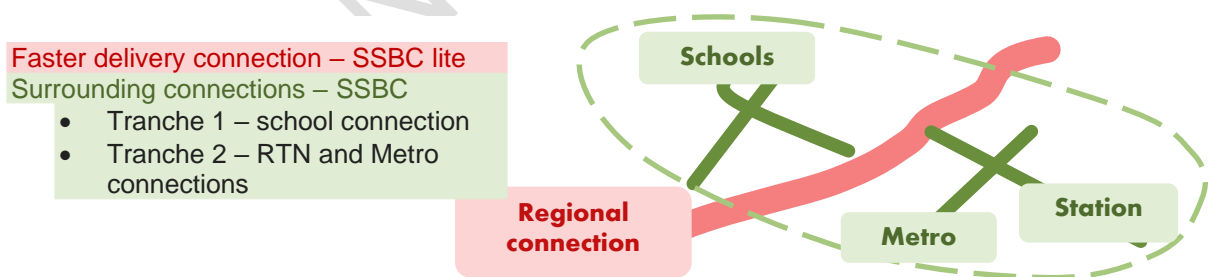 Faster delivery connection – SSBC lite
Surrounding connections – SSBC
• Tranche 1 – school connection
• Tranche 2 – RTN and Metro
connections
Schools
Regional
connection
Metro
Station